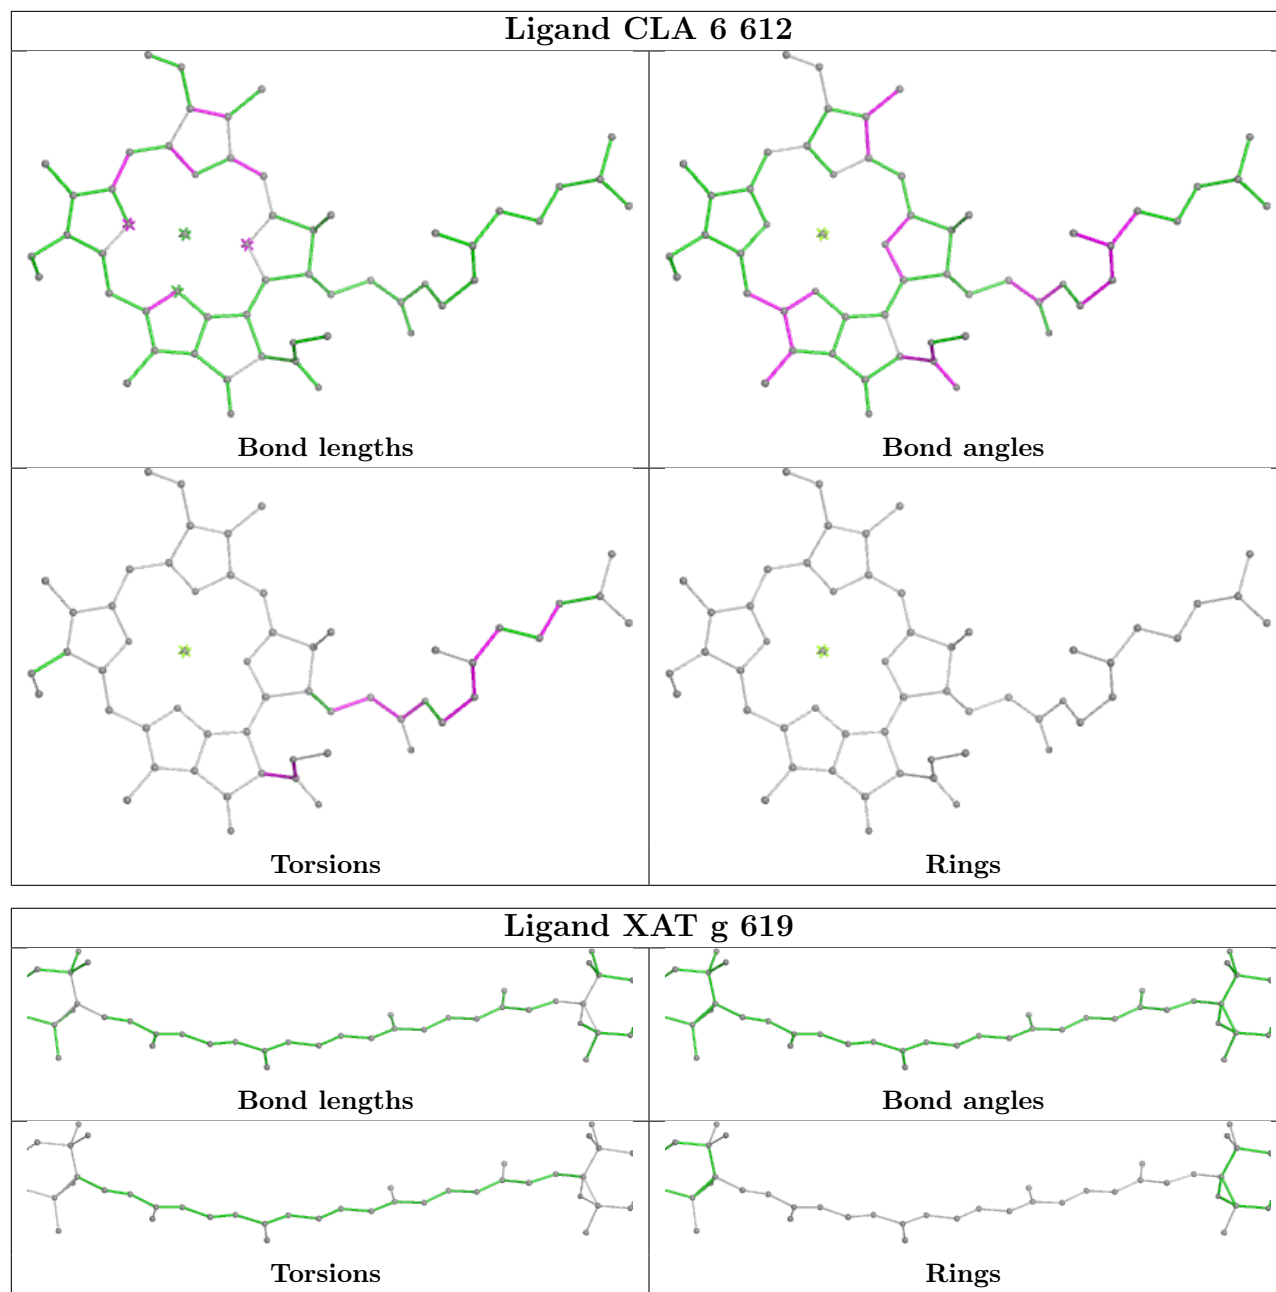 Ligand CLA 6 612
Bond lengths
Bond angles
Torsions
Rings
Ligand XAT g 619
Bond lengths
Bond angles
Torsions
Rings